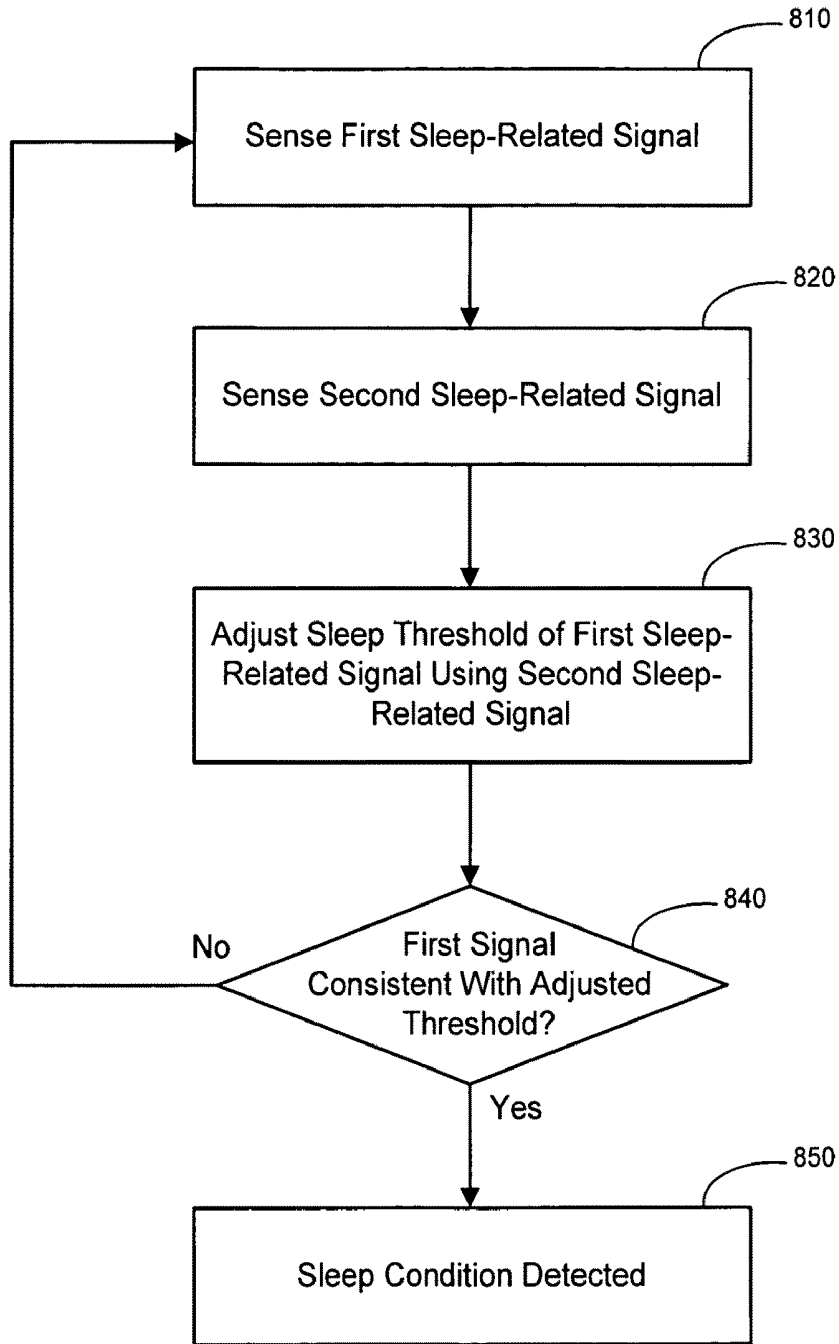 810
Sense First Sleep-Related Signal
820
Sense Second Sleep-Related Signal
830
Adjust Sleep Threshold of First Sleep-
Related Signal Using Second Sleep-
Related Signal
840
No
First Signal
Consistent With Adjusted
Threshold?
Yes
850
Sleep Condition Detected